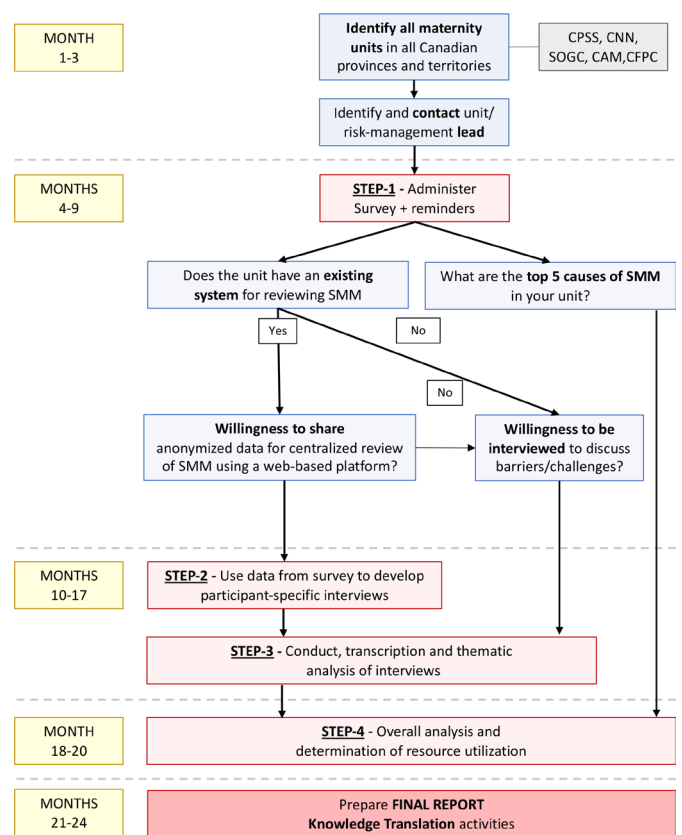 MONTH
1-3
Identify all maternity
units in all Canadian
provinces and territories
CPSS, CNN,
SOGC, CAM,CFPC
Identify and contact unit/
risk-management lead
MONTHS
4-9
STEP-1 - Administer
Survey + reminders
Does the unit have an existing
system for reviewing SMM
What are the top 5 causes of SMM
in your unit?
Yes
No
No
Willingness to share
anonymized data for centralized review
of SMM using a web-based platform?
Willingness to be
interviewed to discuss
barriers/challenges?
MONTHS
10-17
STEP-2 - Use data from survey to develop
participant-specific interviews
STEP-3 - Conduct, transcription and thematic
analysis of interviews
MONTH
18-20
STEP-4 - Overall analysis and
determination of resource utilization
MONTHS
21-24
Prepare FINAL REPORT
Knowledge Translation activities